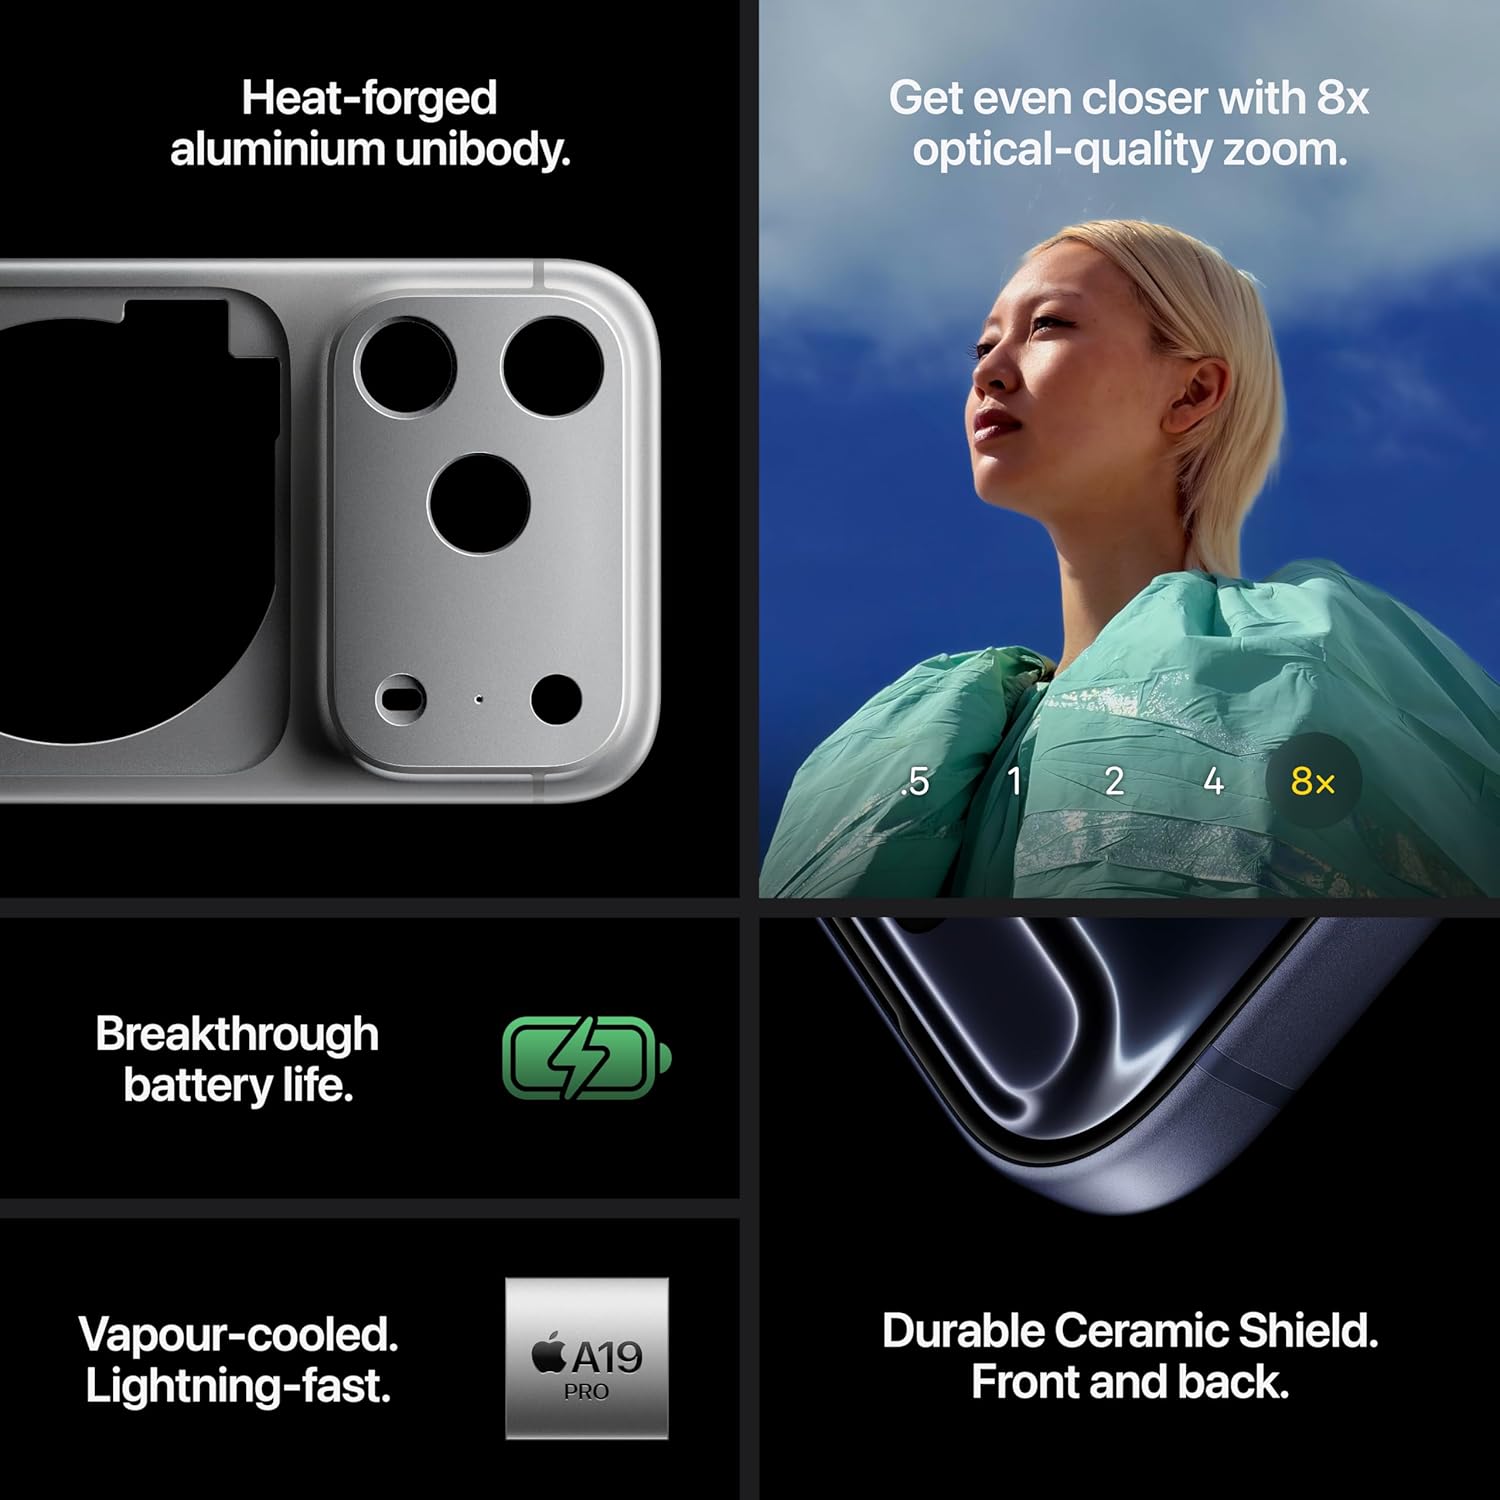 Heat-forged
aluminium unibody.
Get even closer with 8x
optical-quality zoom.
.5 1 2 4 8x
Breakthrough
battery life.
Vapour-cooled.
Lightning-fast.
A19
PRO
Durable Ceramic Shield.
Front and back.